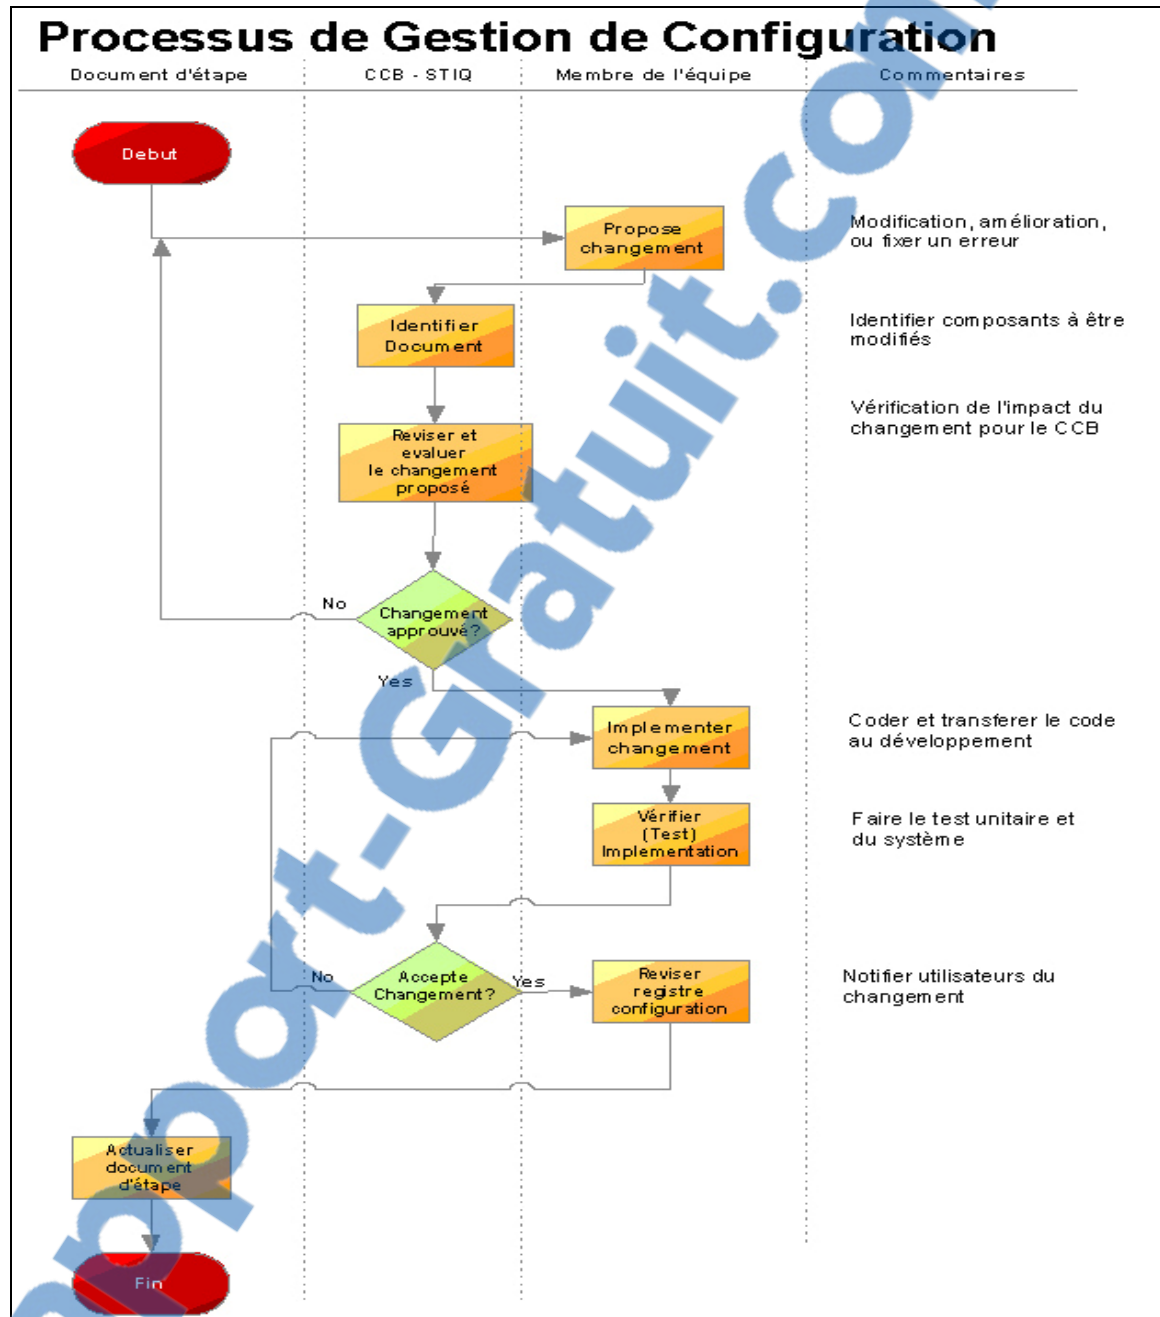 Processus de Gestion de Configuration
Document d'étape
CCB - STIQ
Membre de l'équipe
Commentaires
Debut
Propose
changement
Modification, amélioration,
ou fixer un erreur
Identifier
Document
Identifier composants à être
modifiés
Reviser et
evaluer
le changement
proposé
Vérification de l'impact du
changement pour le CCB
Changement
approuvé?
No
Yes
Implementer
changement
Coder et transferer le code
au développement
Vérifier
(Test)
Implementation
Faire le test unitaire et
du système
Accepte
Changement?
No
Yes
Reviser
registre
configuration
Notifier utilisateurs du
changement
Actualiser
document
d'étape
Fin
apport-Gratuit.com